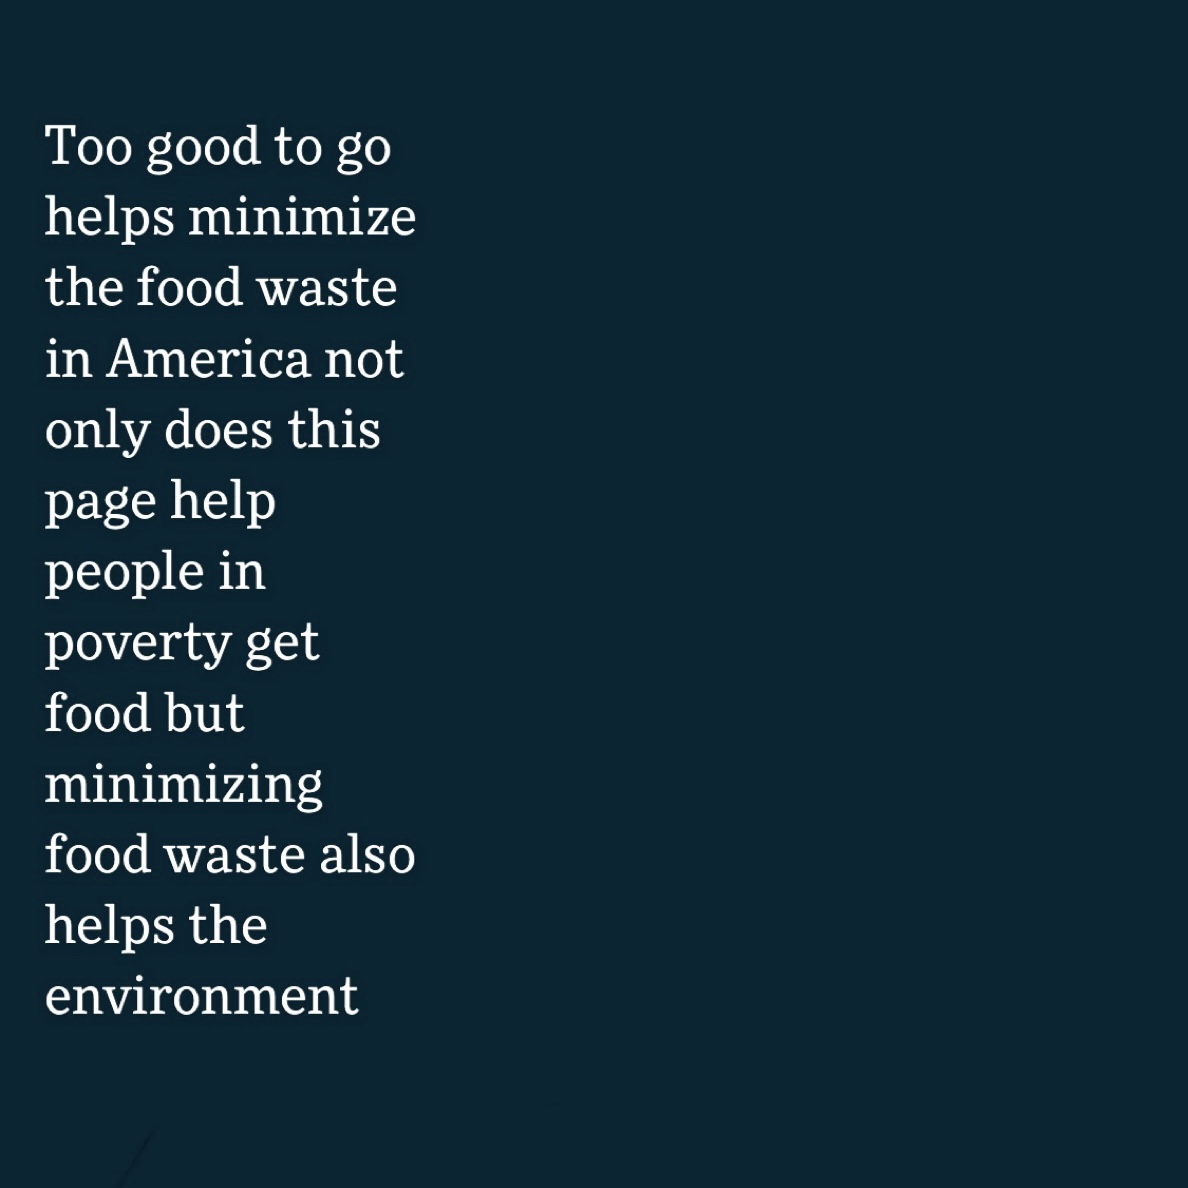 Too good to go
helps minimize
the food waste
in America not
only does this
page help
people in
poverty get
food but
minimizing
food waste also
helps the
environment